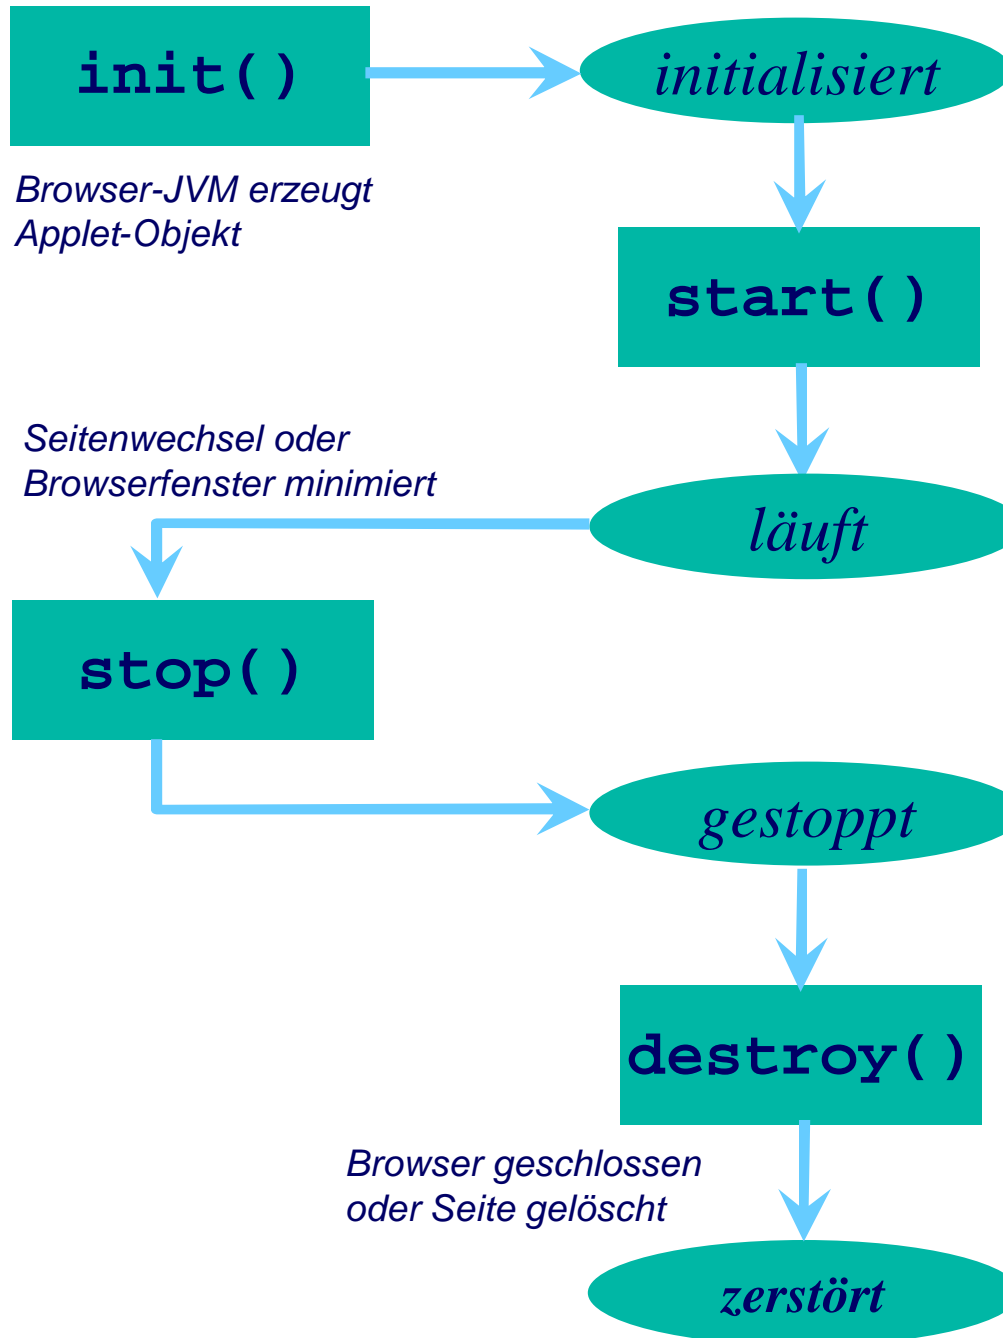 init()
initialisiert
Browser-JVM erzeugt
Applet-Objekt
start()
Seitenwechsel oder
Browserfenster minimiert
läuft
stop()
gestoppt
destroy()
Browser geschlossen
oder Seite gelöscht
zerstört